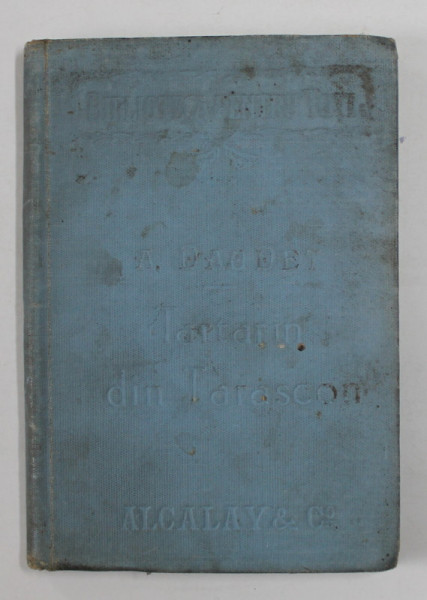 A. DAUDET
Tartarin
din Tarascon
ALCALAY & Cº